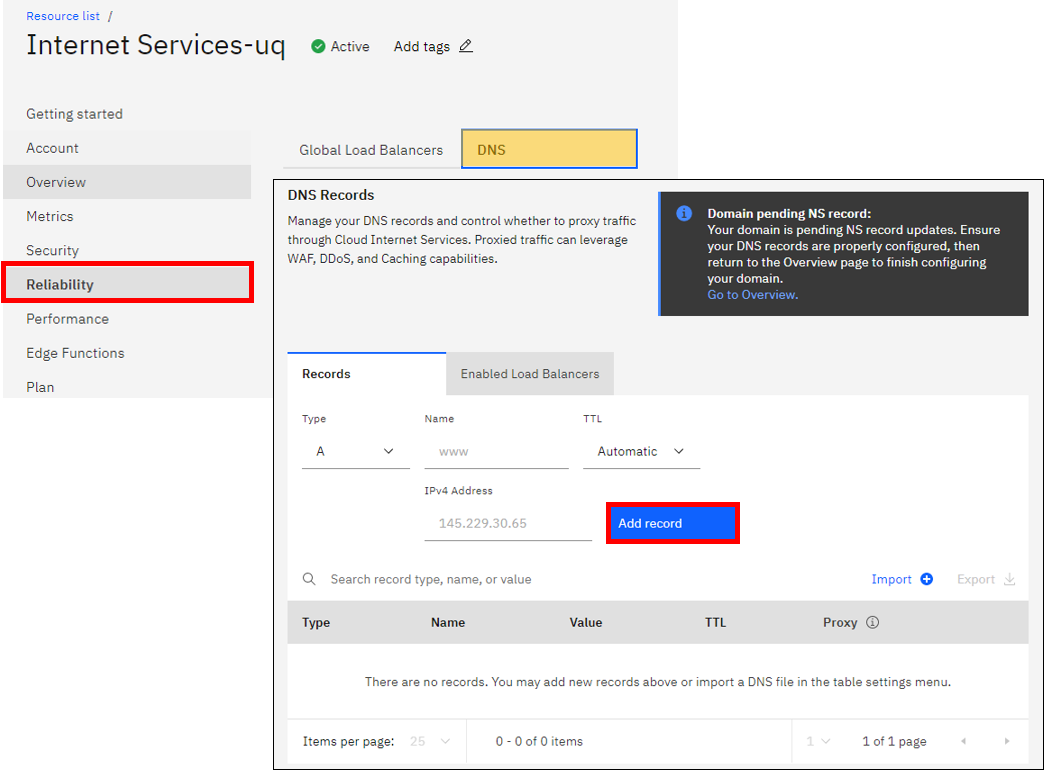 Resource list /
Internet Services-uq Active Add tags
Getting started
Account
Overview
Metrics
Security
Reliability
Performance
Edge Functions
Plan
Global Load Balancers DNS
DNS Records
Manage your DNS records and control whether to proxy traffic
through Cloud Internet Services. Proxied traffic can leverage
WAF, DDoS, and Caching capabilities.
Domain pending NS record:
Your domain is pending NS record updates. Ensure
your DNS records are properly configured, then
return to the Overview page to finish configuring
your domain.
Go to Overview.
Records Enabled Load Balancers
Type Name TTL
A www Automatic
IPv4 Address
145.229.30.65 Add record
Search record type, name, or value Import Export
Type Name Value TTL Proxy
There are no records. You may add new records above or import a DNS file in the table settings menu.
Items per page: 25 0 - 0 of 0 items 1 1 of 1 page